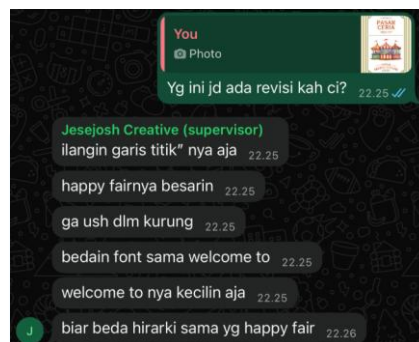 You
Photo
PASAR
CERIA
Yg ini jd ada revisi kah ci? 22.25
Jesejosh Creative (supervisor)
ilangin garis titik" nya aja 22.25
happy fairnya besarin 22.25
ga ush dlm kurung 22.25
bedain font sama welcome to 22.25
welcome to nya kecilin aja 22.25
J
biar beda hirarki sama yg happy fair 22.26